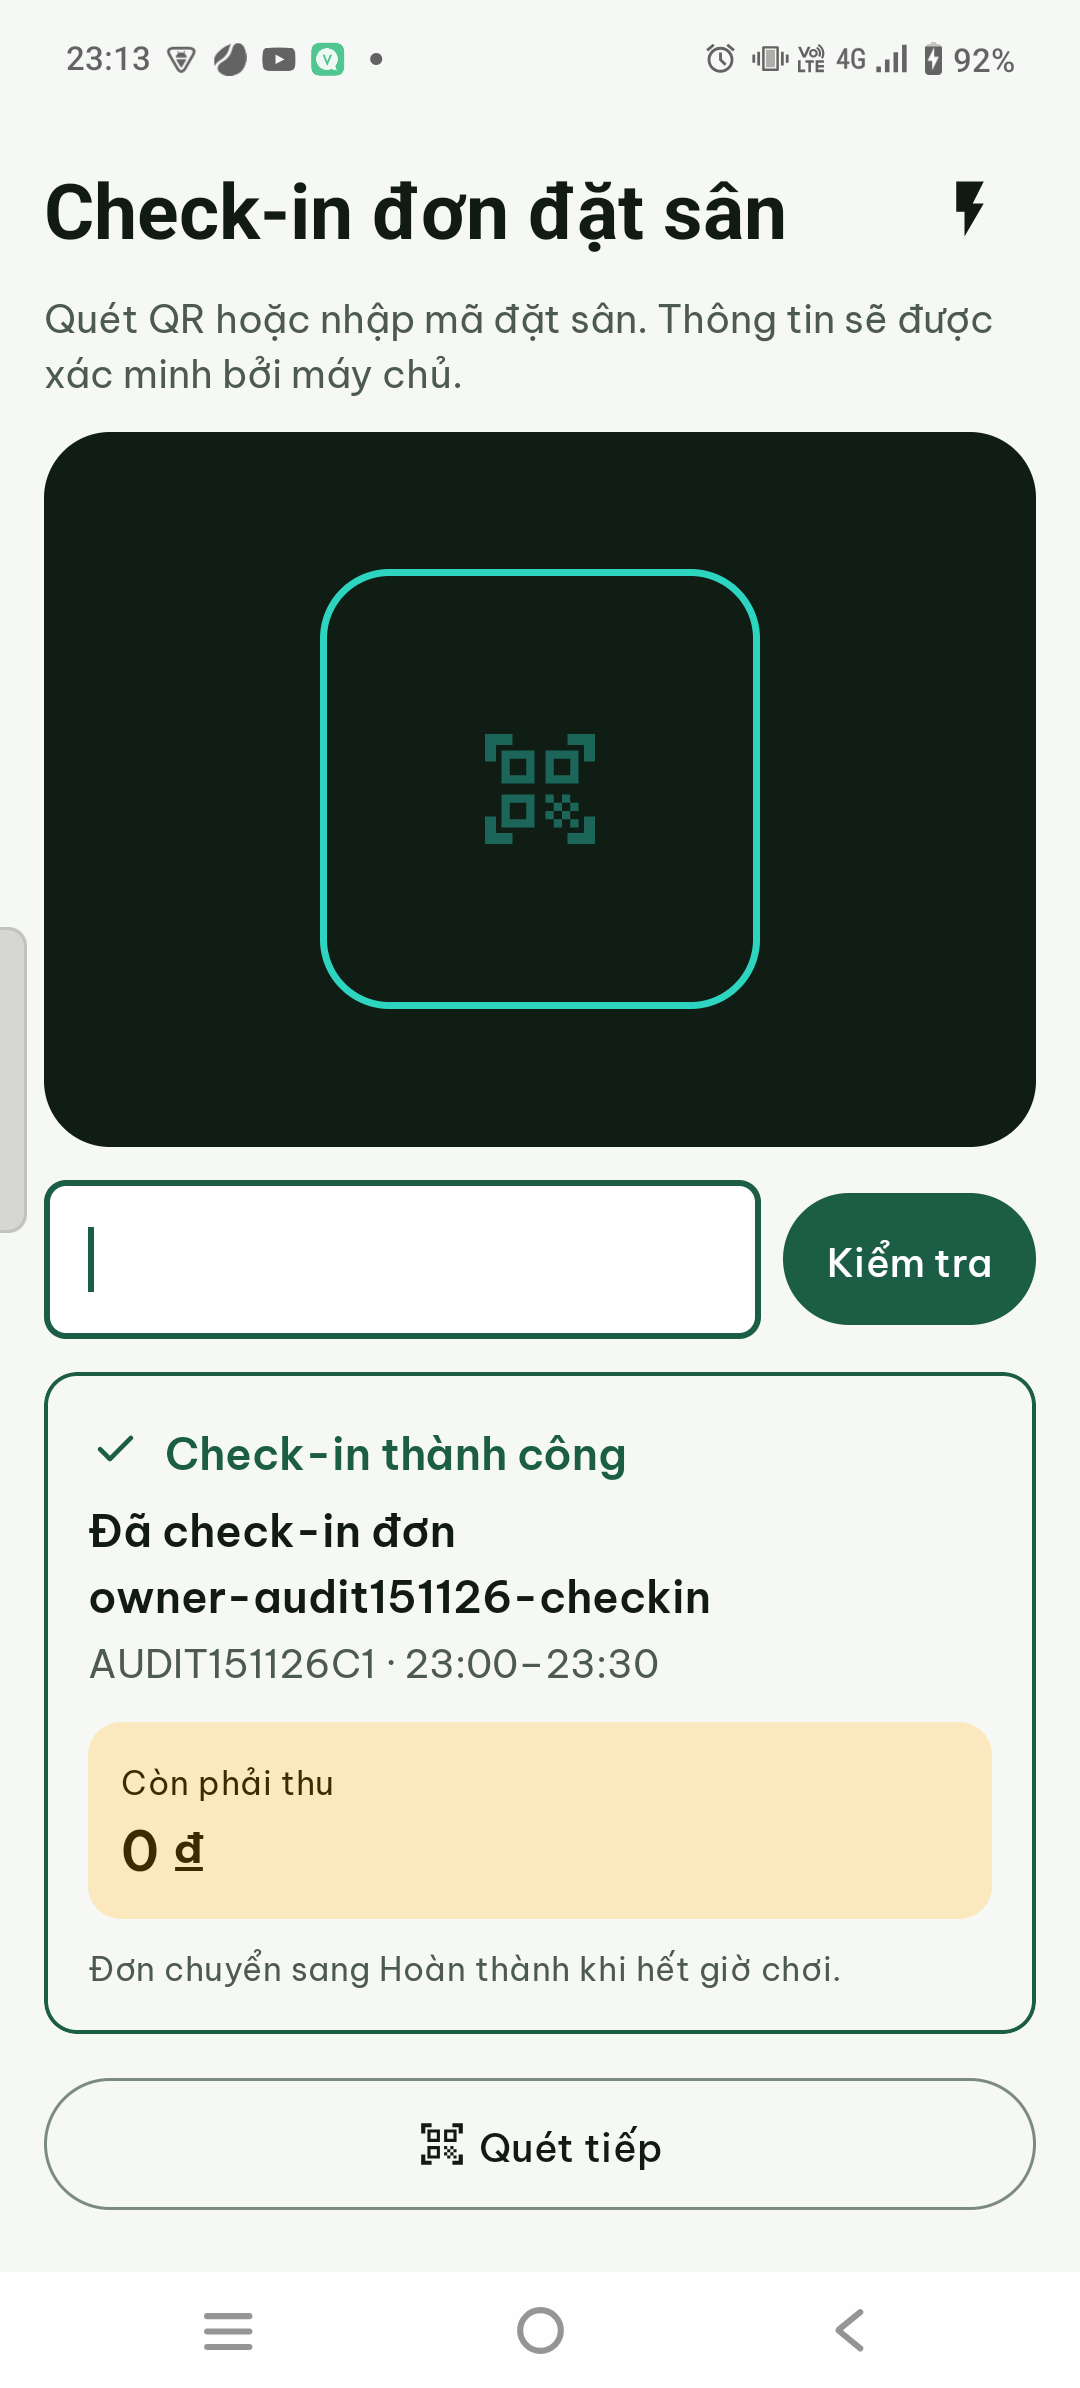 23:13
4G
92%
Check-in đơn đặt sân
Quét QR hoặc nhập mã đặt sân. Thông tin sẽ được
xác minh bởi máy chủ.
Kiểm tra
Check-in thành công
Đã check-in đơn
owner-audit151126-checkin
AUDIT151126C1 · 23:00–23:30
Còn phải thu
0 ₫
Đơn chuyển sang Hoàn thành khi hết giờ chơi.
Quét tiếp